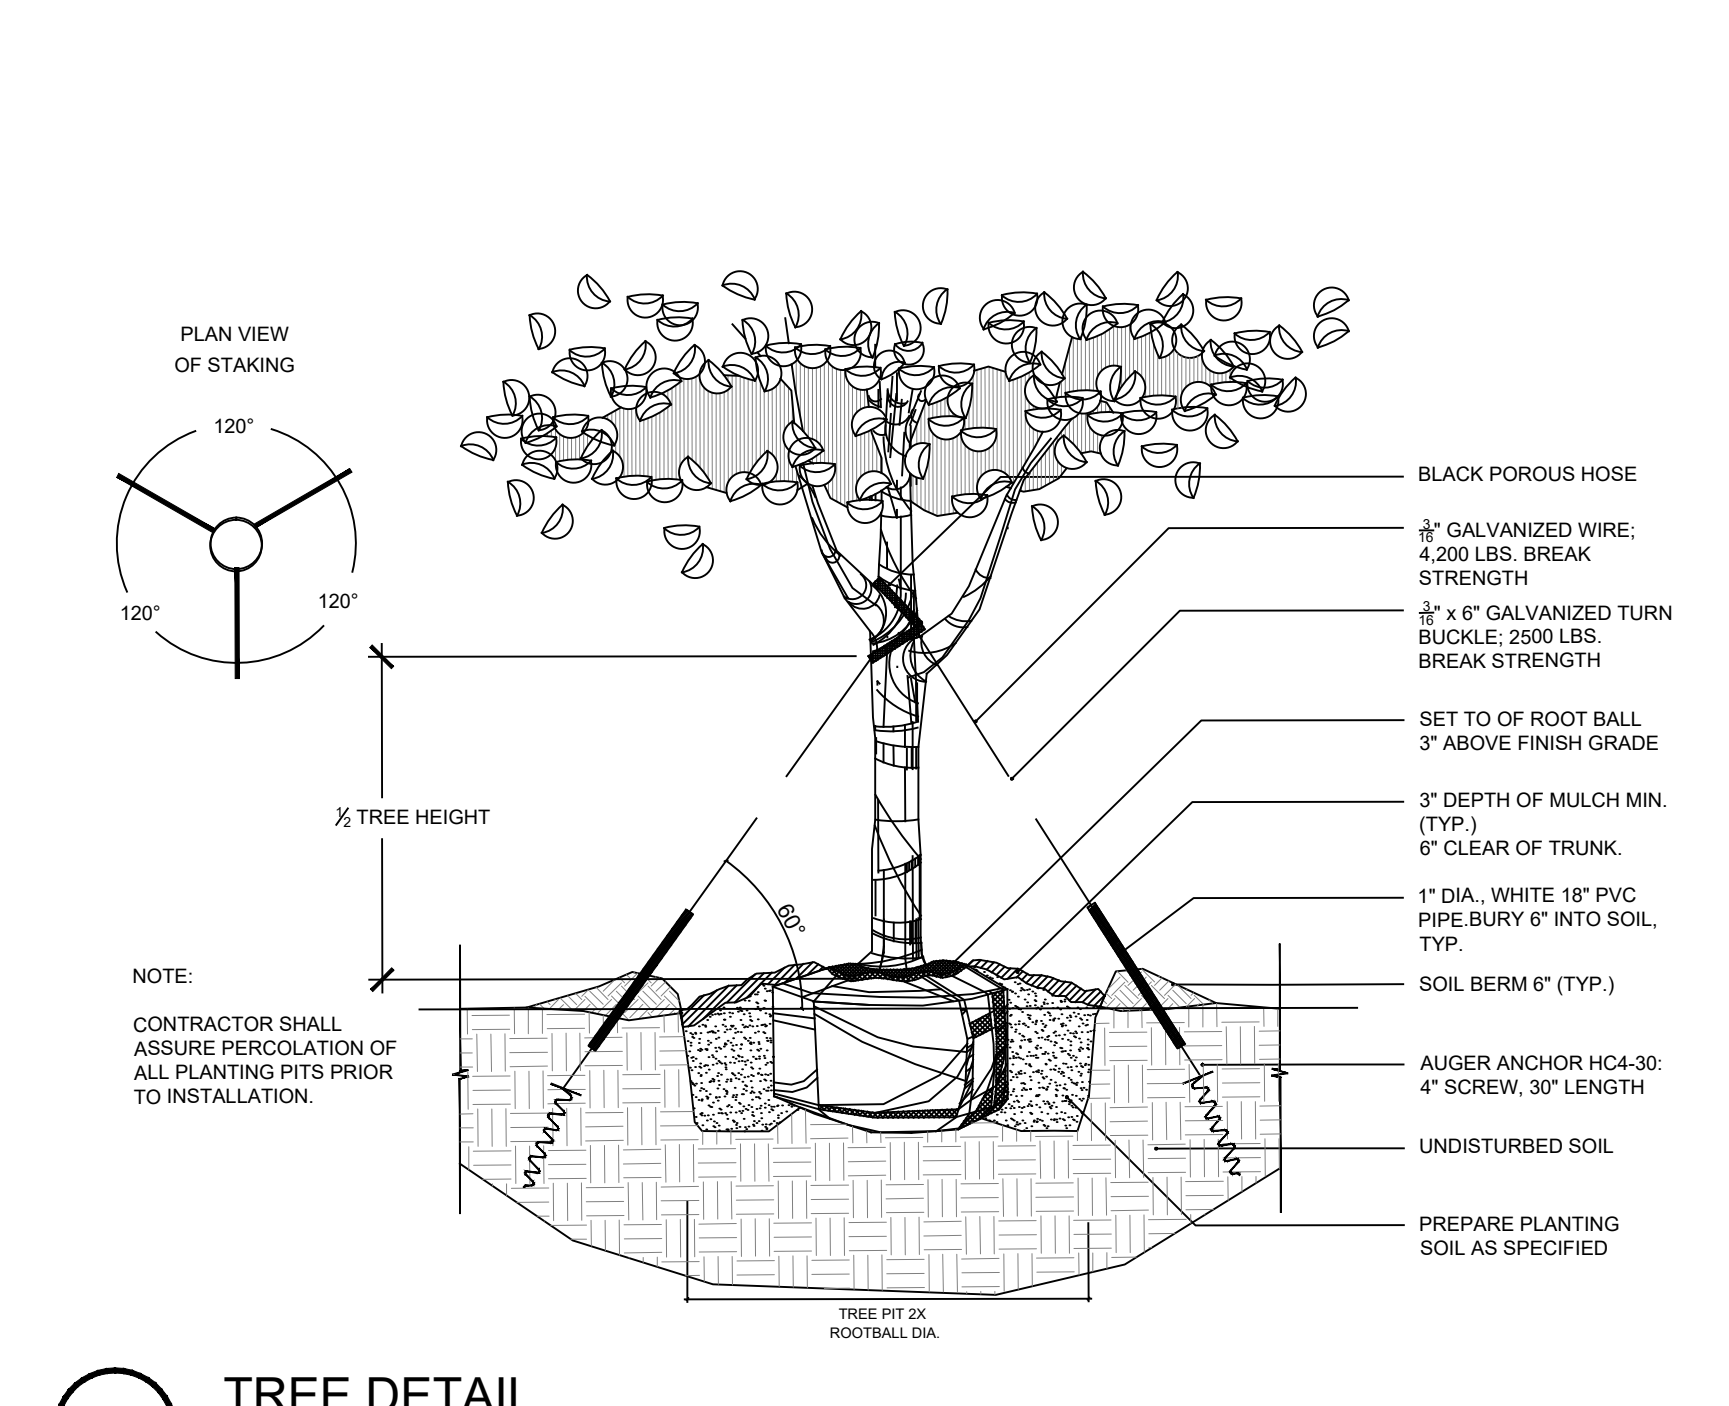 PLAN VIEW
OF STAKING
120°
120°
120°
½ TREE HEIGHT
60°
NOTE:
CONTRACTOR SHALL
ASSURE PERCOLATION OF
ALL PLANTING PITS PRIOR
TO INSTALLATION.
BLACK POROUS HOSE
3/16" GALVANIZED WIRE;
4,200 LBS. BREAK
STRENGTH
3/16" x 6" GALVANIZED TURN
BUCKLE; 2500 LBS.
BREAK STRENGTH
SET TO OF ROOT BALL
3" ABOVE FINISH GRADE
3" DEPTH OF MULCH MIN.
(TYP.)
6" CLEAR OF TRUNK.
1" DIA., WHITE 18" PVC
PIPE.BURY 6" INTO SOIL,
TYP.
SOIL BERM 6" (TYP.)
AUGER ANCHOR HC4-30:
4" SCREW, 30" LENGTH
UNDISTURBED SOIL
PREPARE PLANTING
SOIL AS SPECIFIED
TREE PIT 2X
ROOTBALL DIA.
TREE DETAIL